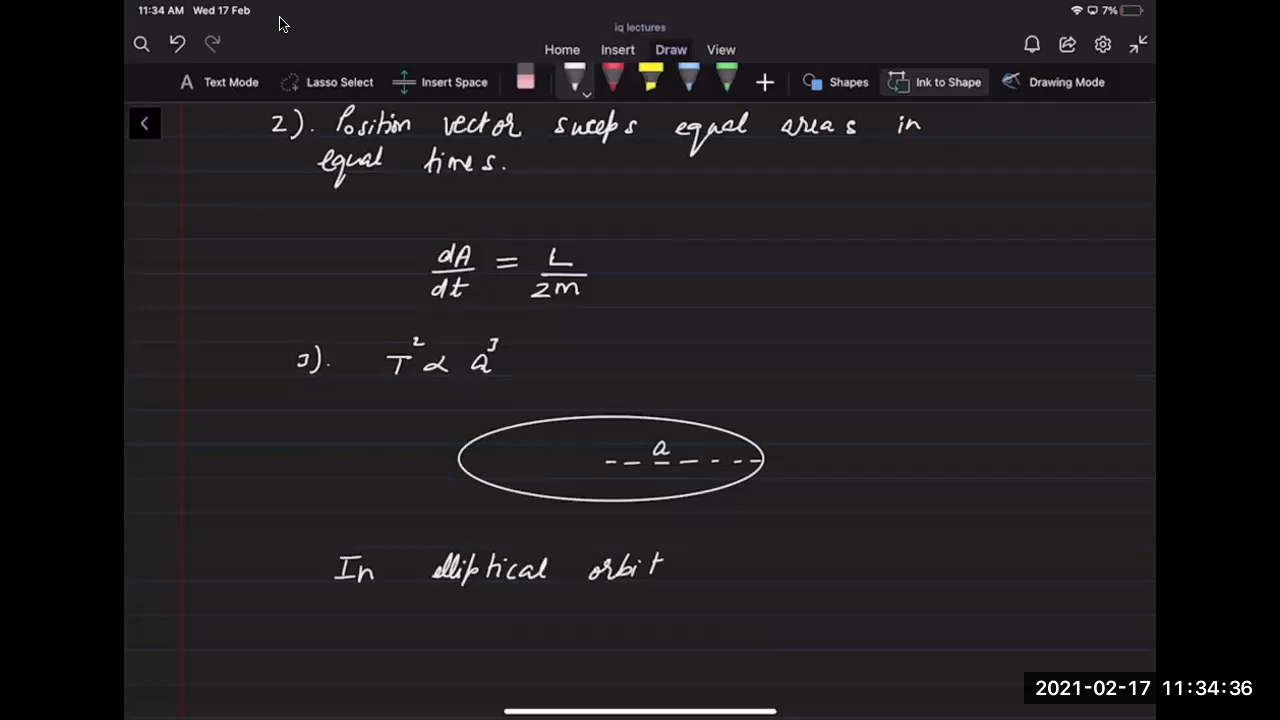 11:34 AM Wed 17 Feb
7%
iq lectures
Home Insert Draw View
Text Mode Lasso Select Insert Space Shapes Ink to Shape Drawing Mode
2). Position vector sweeps equal areas in
equal times.
dA/dt = L/2m
3). T² ∝ a³
a
In elliptical orbit
2021-02-17 11:34:36